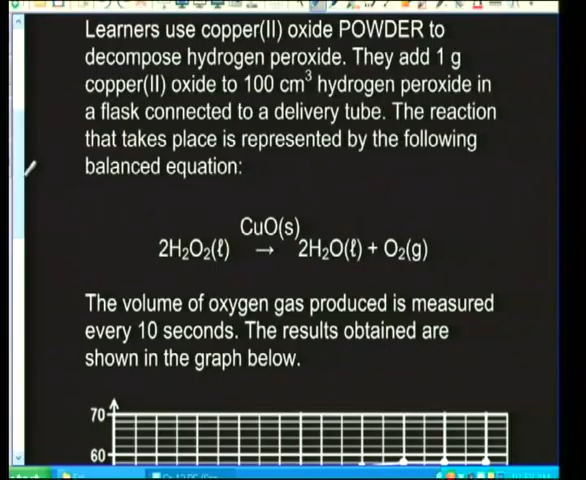 Learners use copper(II) oxide POWDER to
decompose hydrogen peroxide. They add 1 g
copper(II) oxide to 100 cm³ hydrogen peroxide in
a flask connected to a delivery tube. The reaction
that takes place is represented by the following
balanced equation:
CuO(s)
2H₂O₂(ℓ) → 2H₂O(ℓ) + O₂(g)
The volume of oxygen gas produced is measured
every 10 seconds. The results obtained are
shown in the graph below.
70
60